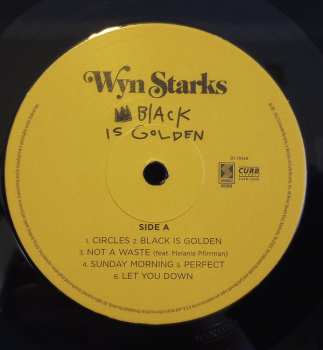 Wyn Starks
BLACK
IS GOLDEN
CURB
SIDE A
1. CIRCLES 2. BLACK IS GOLDEN
3. NOT A WASTE (feat. Melanie Pfirrman)
4. SUNDAY MORNING 5. PERFECT
6. LET YOU DOWN